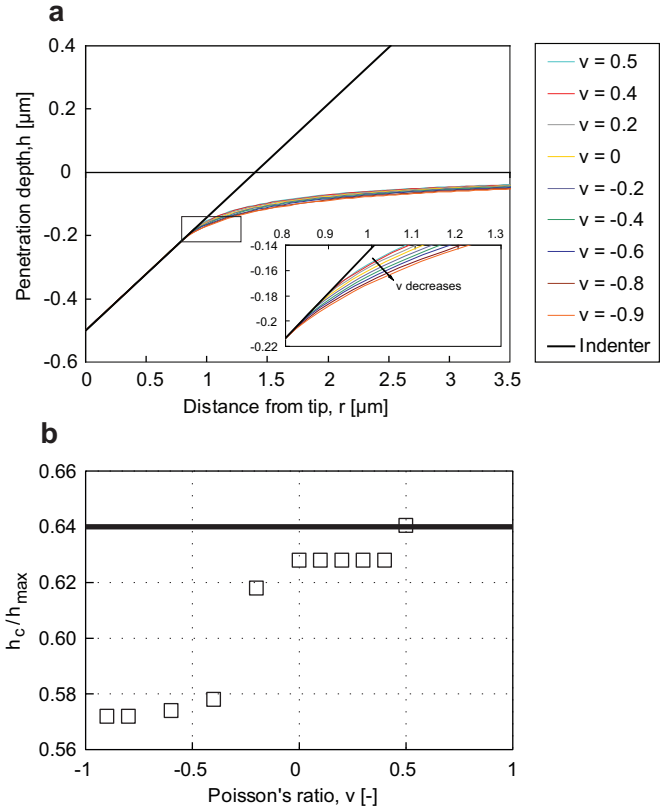 a
Penetration depth,h [µm]
0.4
0.2
0
-0.2
-0.4
-0.6
0
0.5
1
1.5
2
2.5
3
3.5
Distance from tip, r [µm]
0.8
0.9
1
1.1
1.2
1.3
-0.14
-0.16
-0.18
-0.2
-0.22
v decreases
v = 0.5
v = 0.4
v = 0.2
v = 0
v = -0.2
v = -0.4
v = -0.6
v = -0.8
v = -0.9
Indenter
b
h_c/h_max
0.66
0.64
0.62
0.60
0.58
0.56
-1
-0.5
0
0.5
1
Poisson's ratio, v [-]